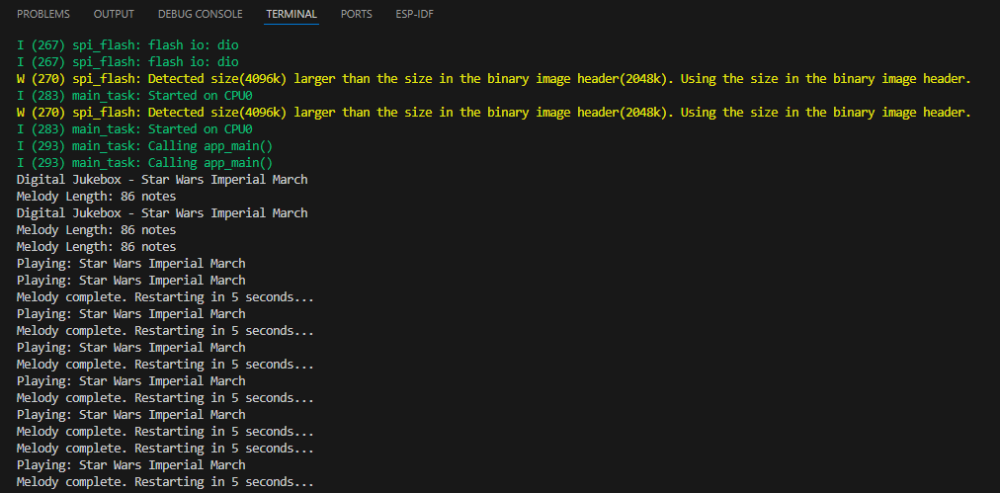 PROBLEMS OUTPUT DEBUG CONSOLE TERMINAL PORTS ESP-IDF
I (267) spi_flash: flash io: dio
I (267) spi_flash: flash io: dio
W (270) spi_flash: Detected size(4096k) larger than the size in the binary image header(2048k). Using the size in the binary image header.
I (283) main_task: Started on CPU0
W (270) spi_flash: Detected size(4096k) larger than the size in the binary image header(2048k). Using the size in the binary image header.
I (283) main_task: Started on CPU0
I (293) main_task: Calling app_main()
I (293) main_task: Calling app_main()
Digital Jukebox - Star Wars Imperial March
Melody Length: 86 notes
Digital Jukebox - Star Wars Imperial March
Melody Length: 86 notes
Melody Length: 86 notes
Playing: Star Wars Imperial March
Playing: Star Wars Imperial March
Melody complete. Restarting in 5 seconds...
Playing: Star Wars Imperial March
Melody complete. Restarting in 5 seconds...
Playing: Star Wars Imperial March
Melody complete. Restarting in 5 seconds...
Playing: Star Wars Imperial March
Melody complete. Restarting in 5 seconds...
Playing: Star Wars Imperial March
Melody complete. Restarting in 5 seconds...
Melody complete. Restarting in 5 seconds...
Playing: Star Wars Imperial March
Melody complete. Restarting in 5 seconds...